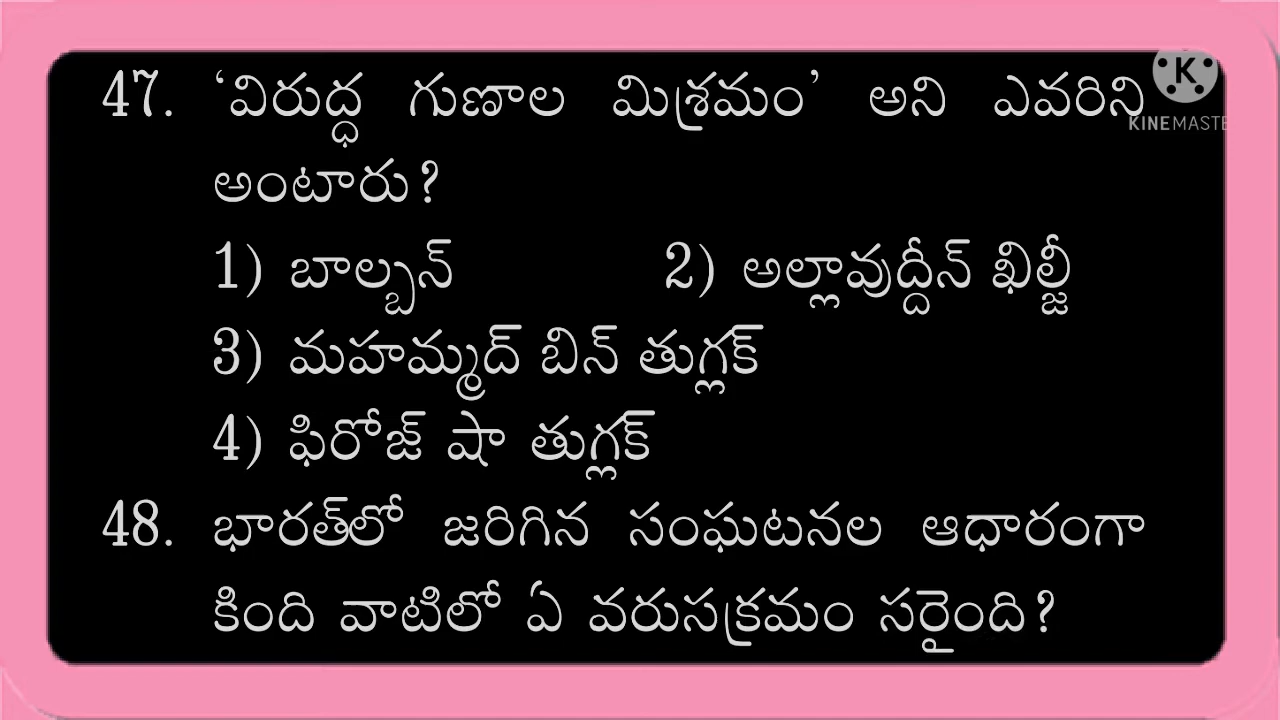 47. ‘విరుద్ధ గుణాల మిశ్రమం’ అని ఎవరిని
అంటారు?
1) బాల్బన్ 2) అల్లావుద్దీన్ ఖిల్జీ
3) మహమ్మద్ బిన్ తుగ్లక్
4) ఫిరోజ్ షా తుగ్లక్
48. భారత్‌లో జరిగిన సంఘటనల ఆధారంగా
కింది వాటిలో ఏ వరుసక్రమం సరైంది?
K
KINEMASTE